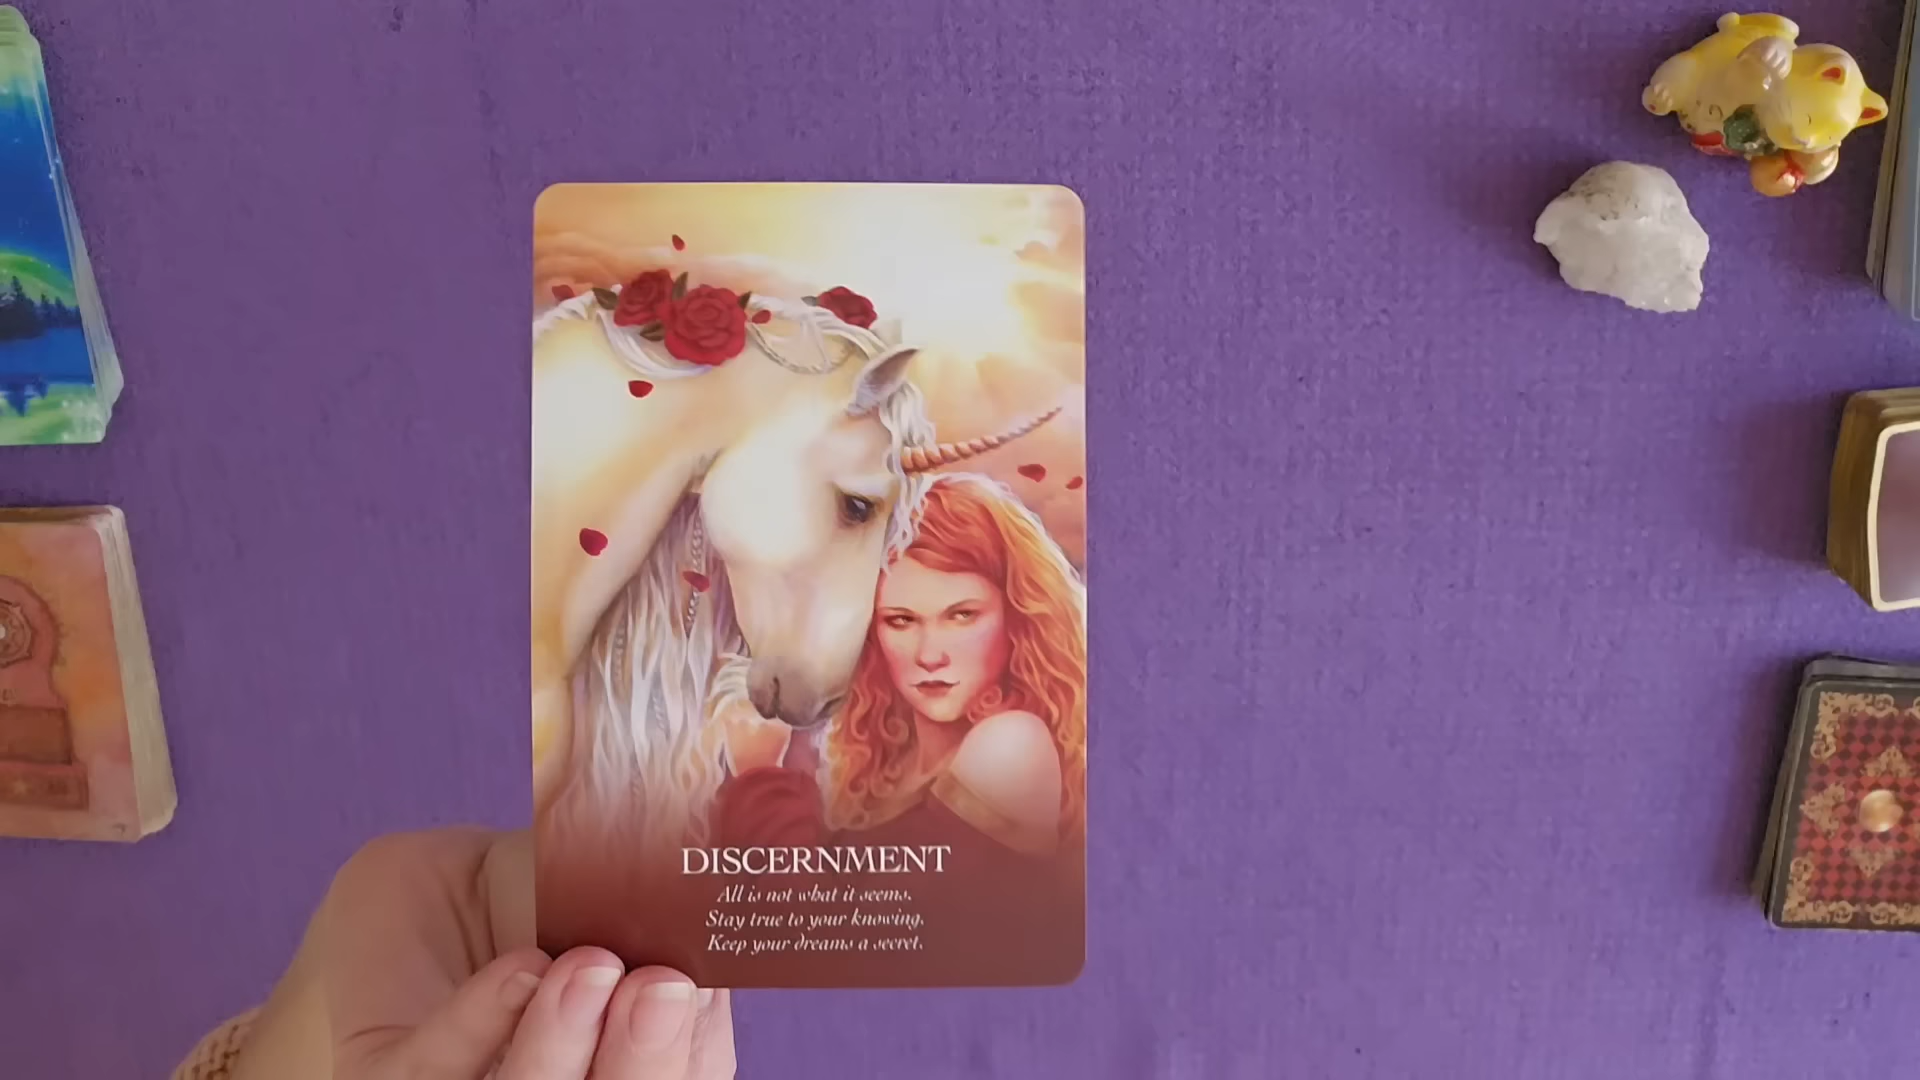 DISCERNMENT
All is not what it seems.
Stay true to your knowing.
Keep your dreams a secret.